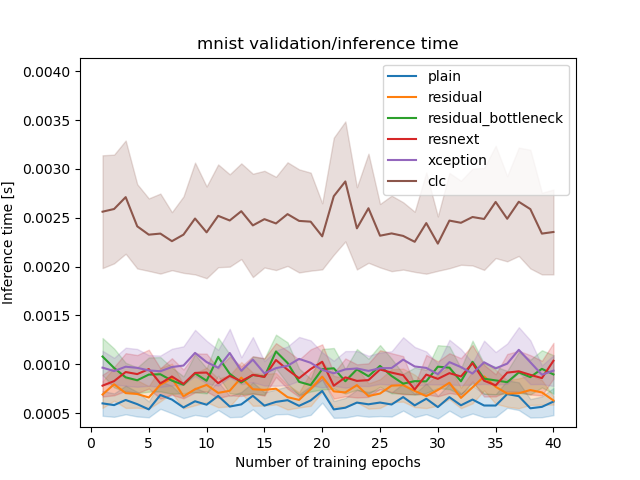 mnist validation/inference time
Inference time [s]
0.0040
0.0035
0.0030
0.0025
0.0020
0.0015
0.0010
0.0005
plain
residual
residual_bottleneck
resnext
xception
clc
0 5 10 15 20 25 30 35 40
Number of training epochs